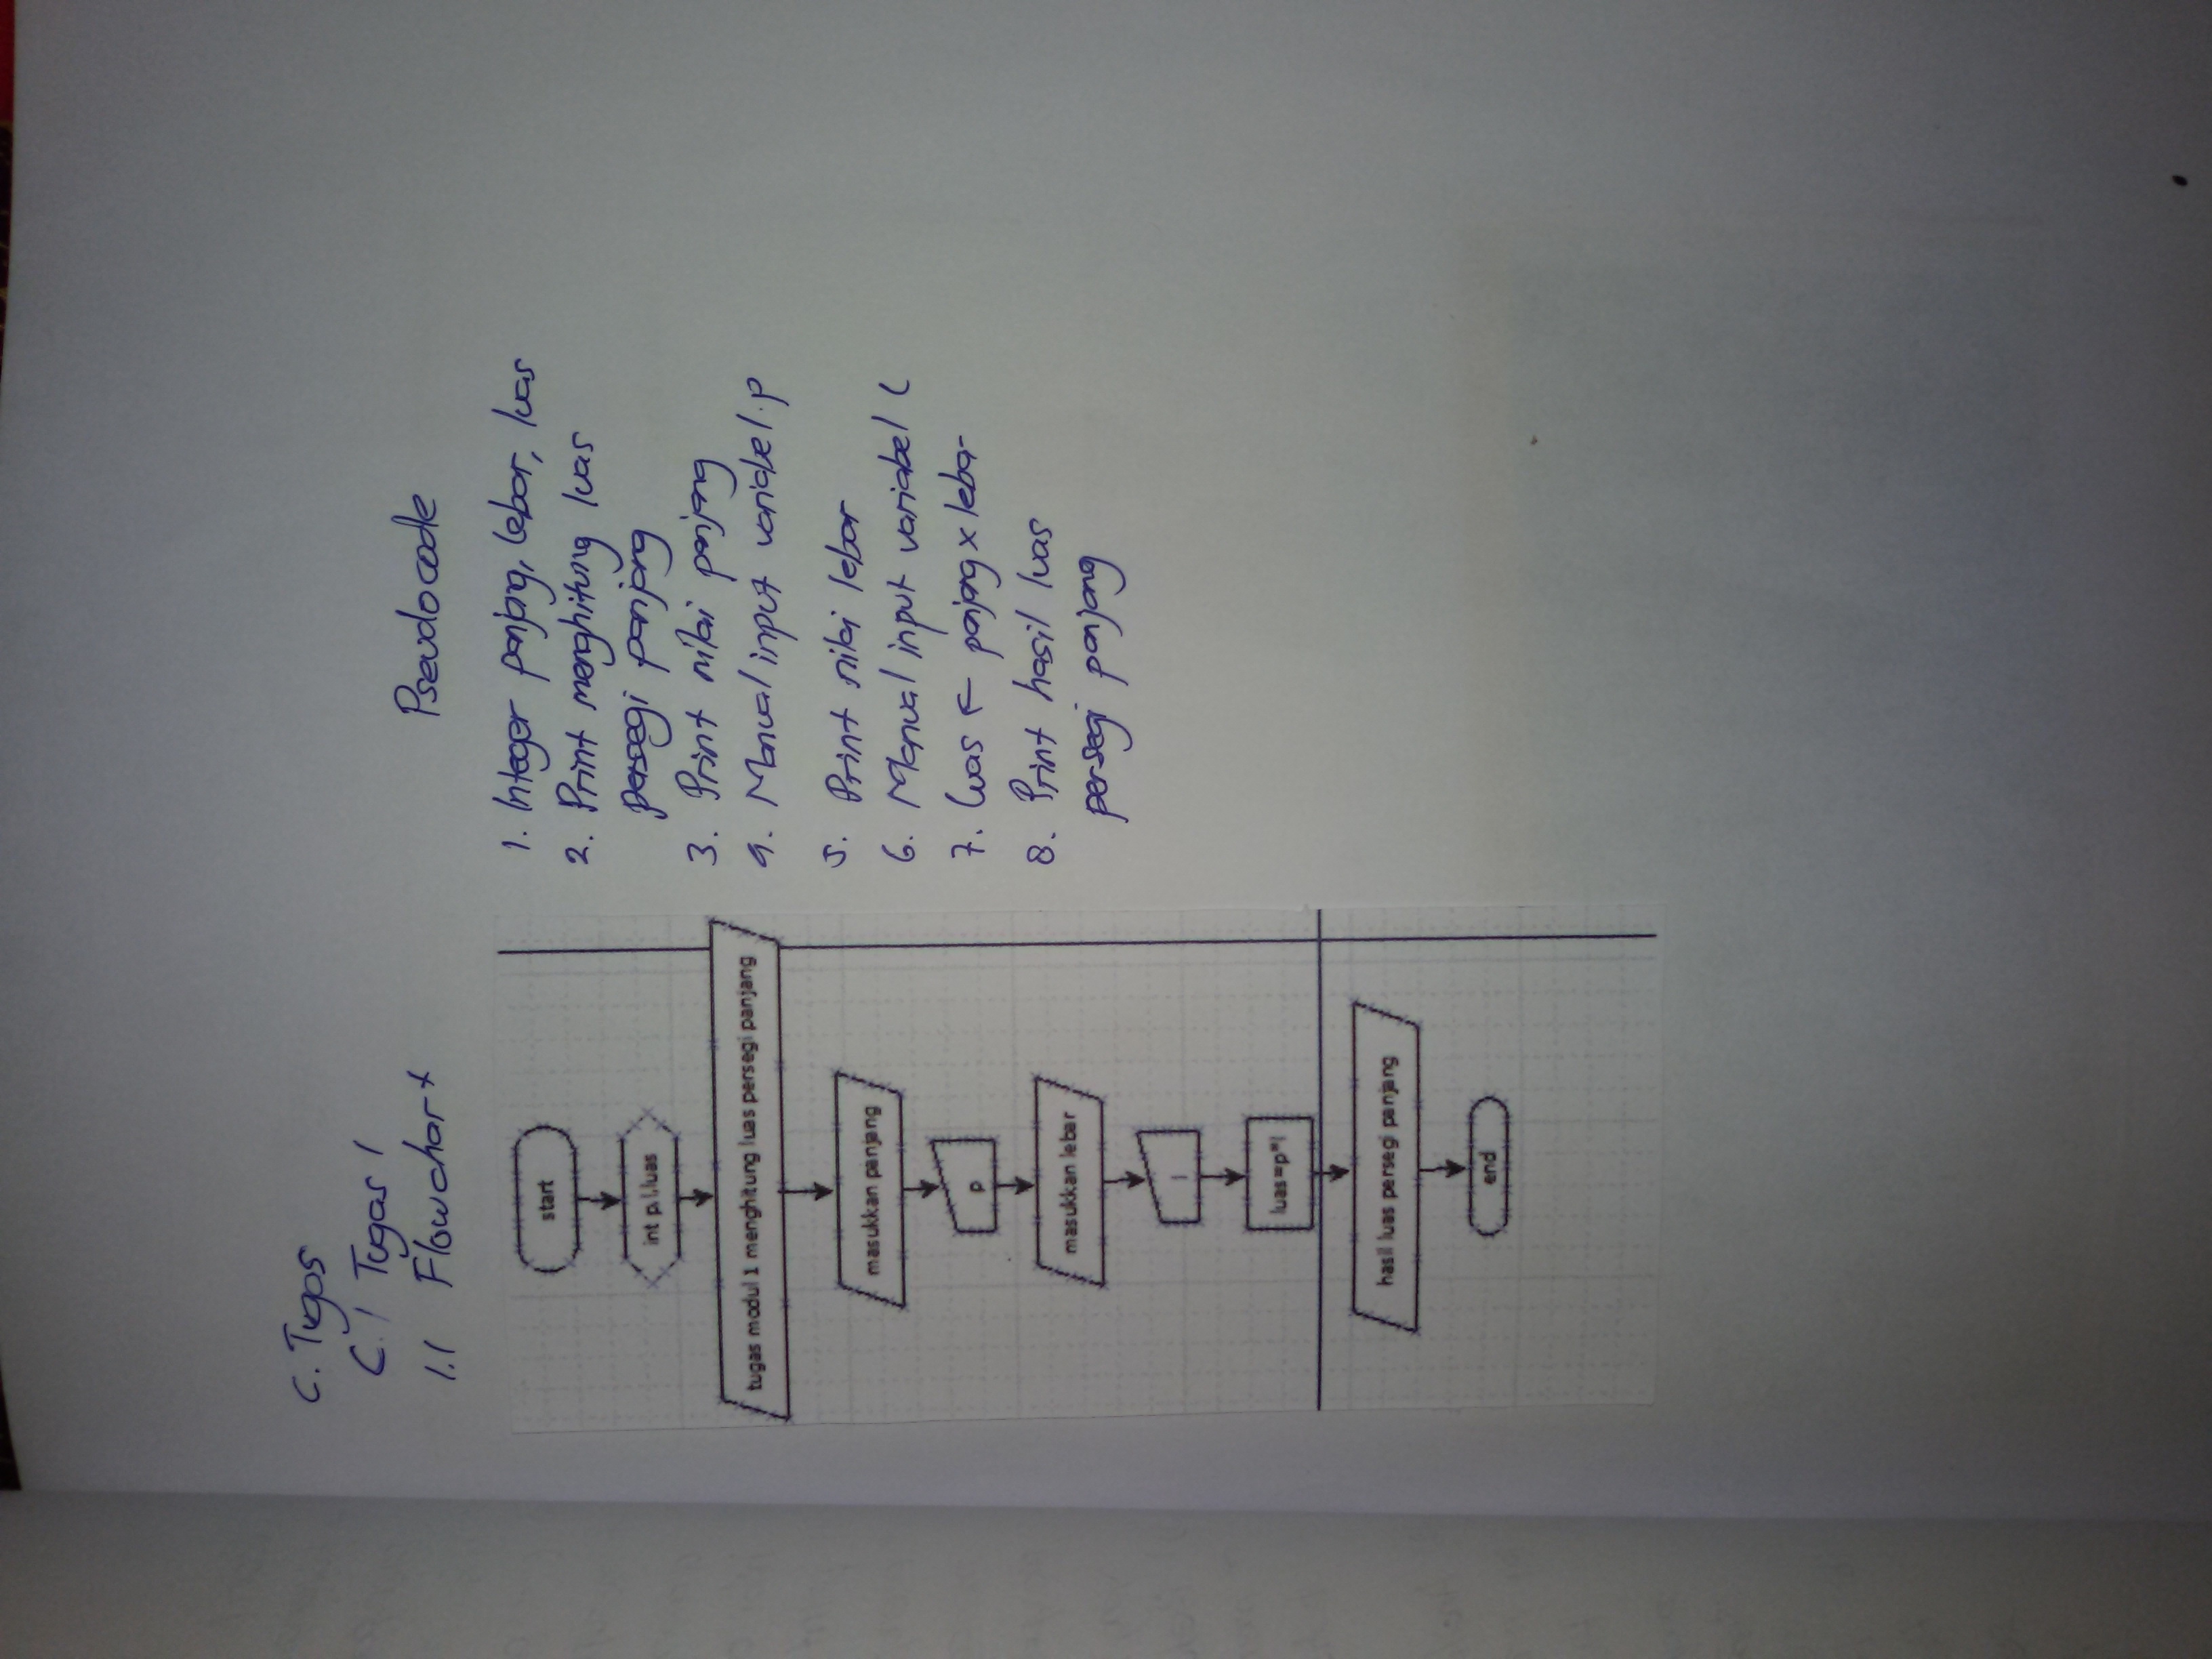 C. Tugas
C.1 Tugas 1
1.1 Flowchart
start
int p,l,luas
tugas modul 1 menghitung luas persegi panjang
masukkan panjang
p
masukkan lebar
l
luas=p*l
hasil luas persegi panjang
end
Pseudocode
1. Integer panjang, lebar, luas
2. Print menghitung luas
persegi panjang
3. Print nilai panjang
4. Manual input variabel p
5. Print nilai lebar
6. Manual input variabel l
7. luas ← panjang x lebar
8. Print hasil luas
persegi panjang